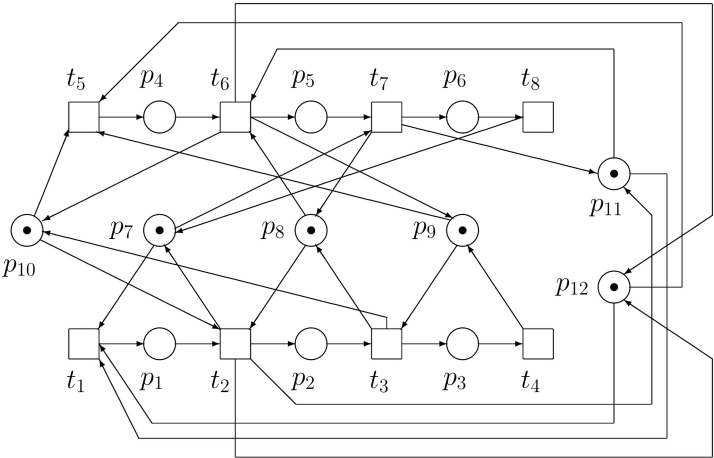 t₅ p₄ t₆ p₅ t₇ p₆ t₈
p₁₁
p₇ p₈ p₉
p₁₀ p₁₂
t₁ p₁ t₂ p₂ t₃ p₃ t₄